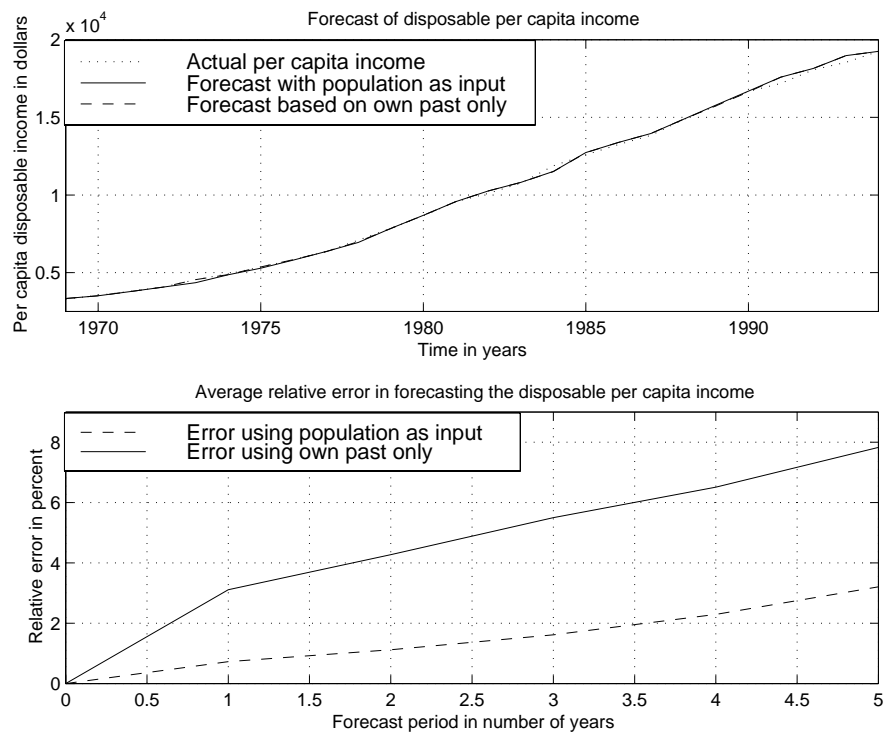 Forecast of disposable per capita income
x 10^4
Per capita disposable income in dollars
2
1.5
1
0.5
Actual per capita income
Forecast with population as input
Forecast based on own past only
1970 1975 1980 1985 1990
Time in years
Average relative error in forecasting the disposable per capita income
Relative error in percent
8
6
4
2
0
Error using population as input
Error using own past only
0 0.5 1 1.5 2 2.5 3 3.5 4 4.5 5
Forecast period in number of years